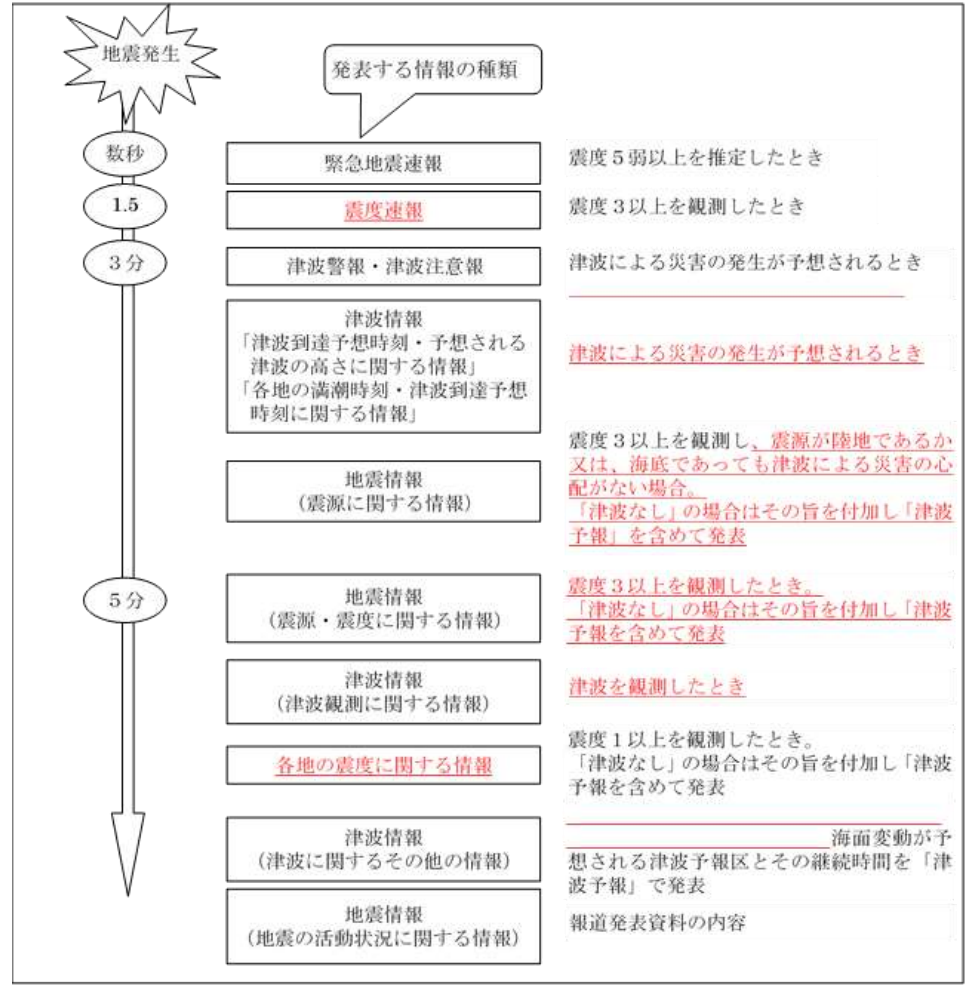 地震発生
発表する情報の種類
数秒
緊急地震速報
震度5弱以上を推定したとき
1.5
震度速報
震度3以上を観測したとき
3分
津波警報・津波注意報
津波による災害の発生が予想されるとき
津波情報
「津波到達予想時刻・予想される
津波の高さに関する情報」
「各地の満潮時刻・津波到達予想
時刻に関する情報」
津波による災害の発生が予想されるとき
地震情報
(震源に関する情報)
震度3以上を観測し、震源が陸地であるか
又は、海底であっても津波による災害の心
配がない場合。
「津波なし」の場合はその旨を付加し「津波
予報」を含めて発表
5分
地震情報
(震源・震度に関する情報)
震度3以上を観測したとき。
「津波なし」の場合はその旨を付加し「津波
予報を含めて発表
津波情報
(津波観測に関する情報)
津波を観測したとき
各地の震度に関する情報
震度1以上を観測したとき。
「津波なし」の場合はその旨を付加し「津波
予報を含めて発表
津波情報
(津波に関するその他の情報)
海面変動が予
想される津波予報区とその継続時間を「津
波予報」で発表
地震情報
(地震の活動状況に関する情報)
報道発表資料の内容